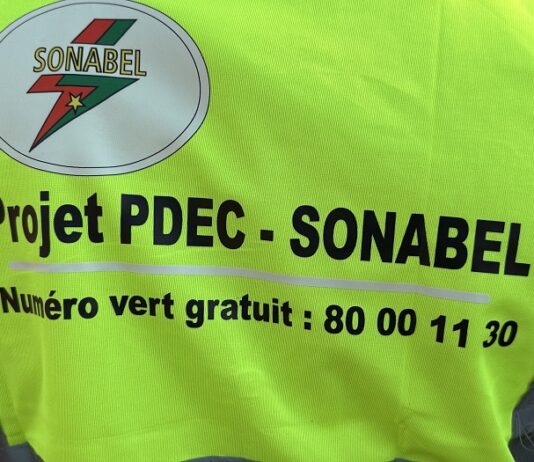 SONABEL
Projet PDEC - SONABEL
Numéro vert gratuit : 80 00 11 30